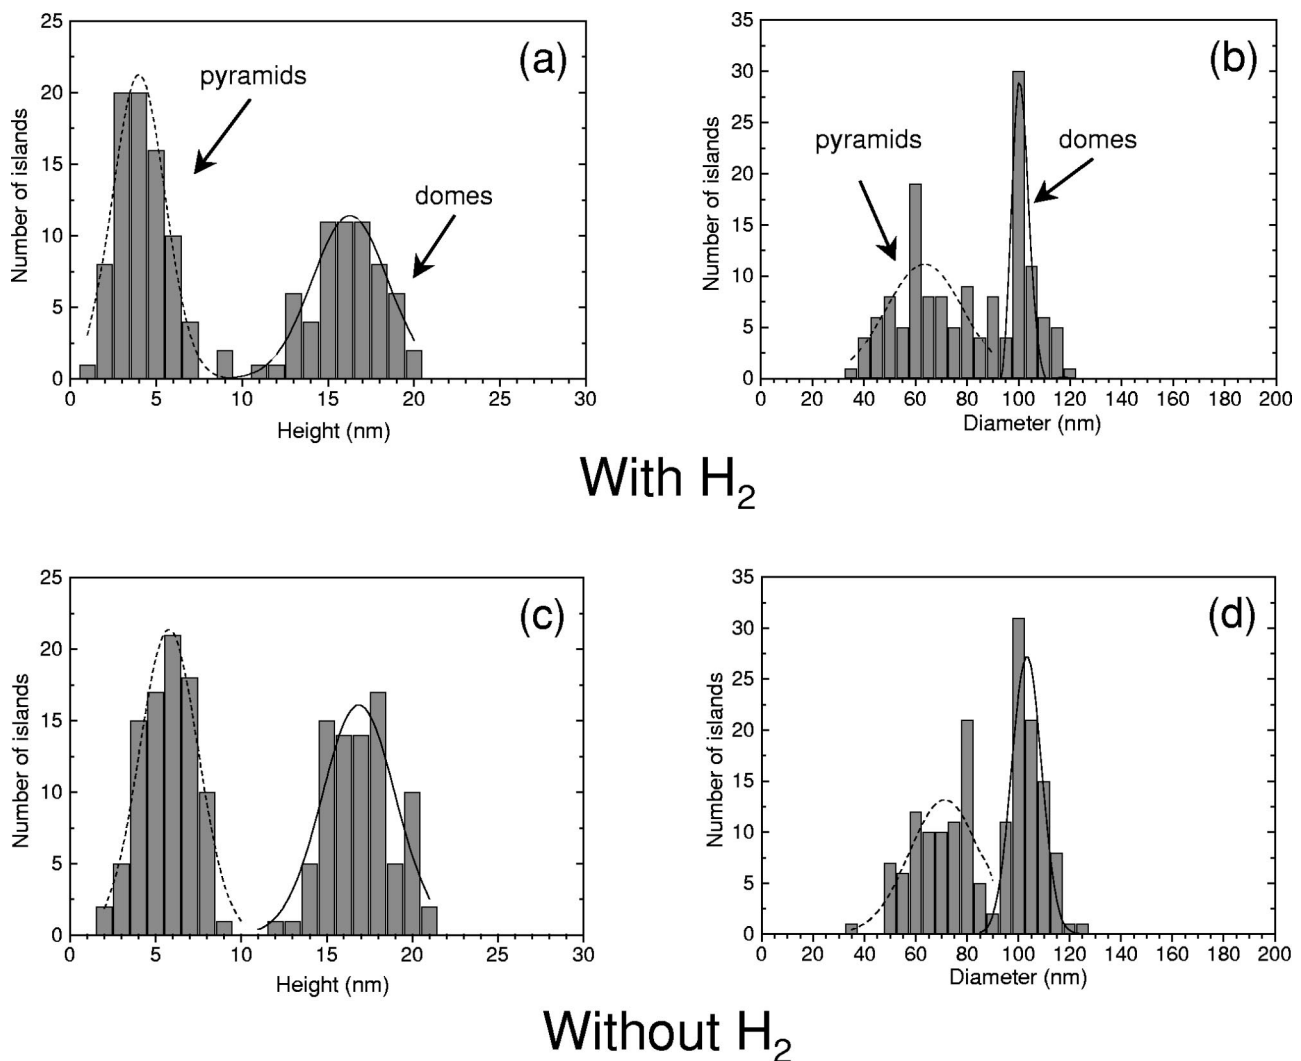 (a)
pyramids
domes
Number of islands
25
20
15
10
5
0
0 5 10 15 20 25 30
Height (nm)
(b)
pyramids
domes
Number of islands
35
30
25
20
15
10
5
0
0 20 40 60 80 100 120 140 160 180 200
Diameter (nm)
With H₂
(c)
Number of islands
25
20
15
10
5
0
0 5 10 15 20 25 30
Height (nm)
(d)
Number of islands
35
30
25
20
15
10
5
0
0 20 40 60 80 100 120 140 160 180 200
Diameter (nm)
Without H₂